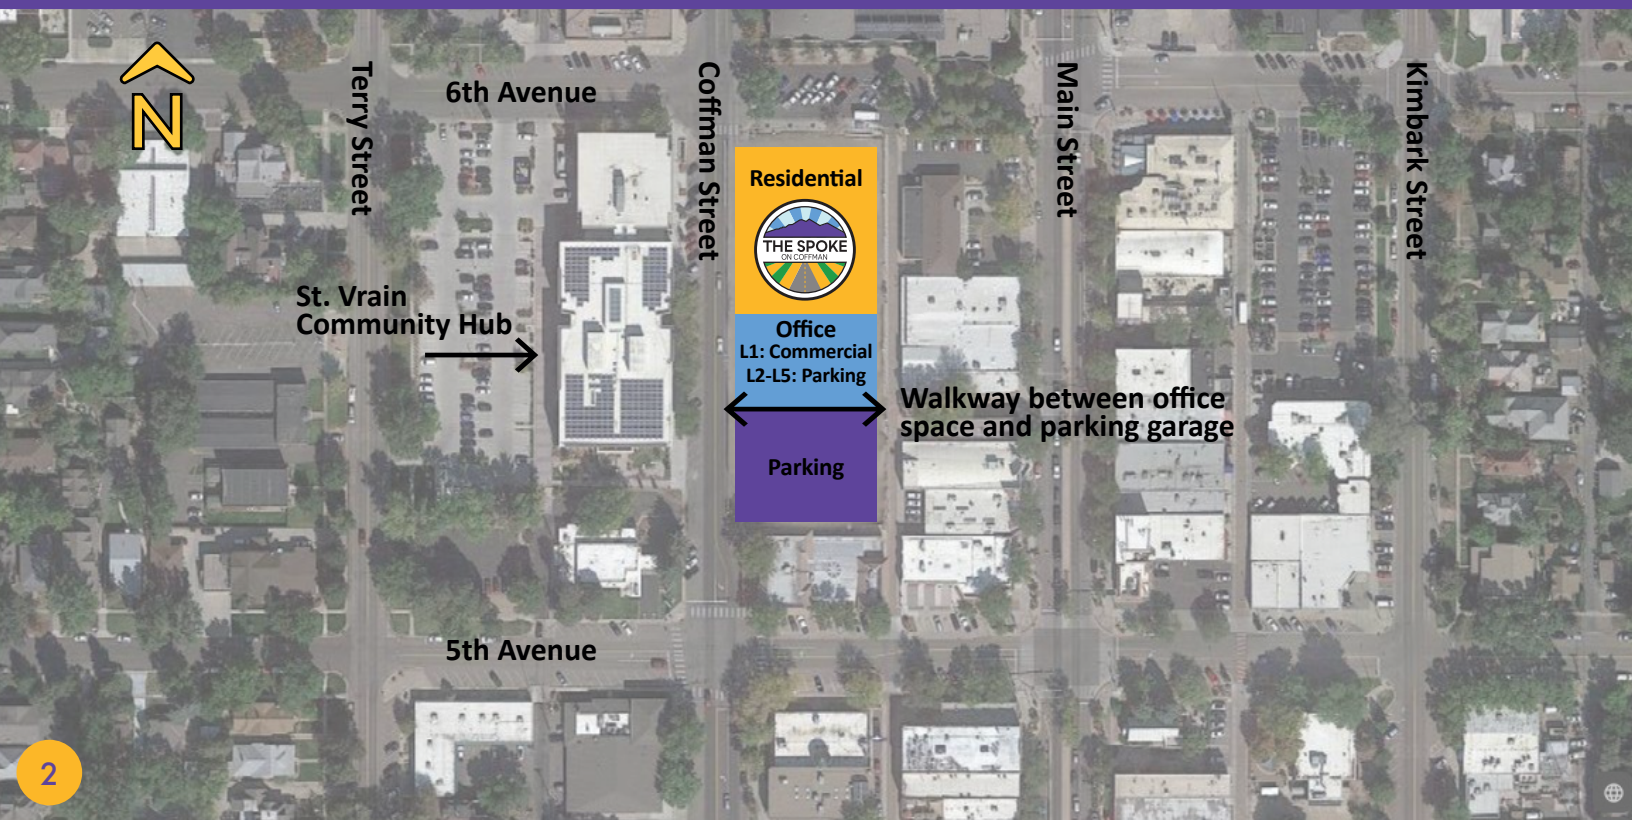 N
Terry Street
6th Avenue
Coffman Street
Main Street
Kimbark Street
Residential
THE SPOKE
ON COFFMAN
St. Vrain
Community Hub
Office
L1: Commercial
L2-L5: Parking
Walkway between office
space and parking garage
Parking
5th Avenue
2